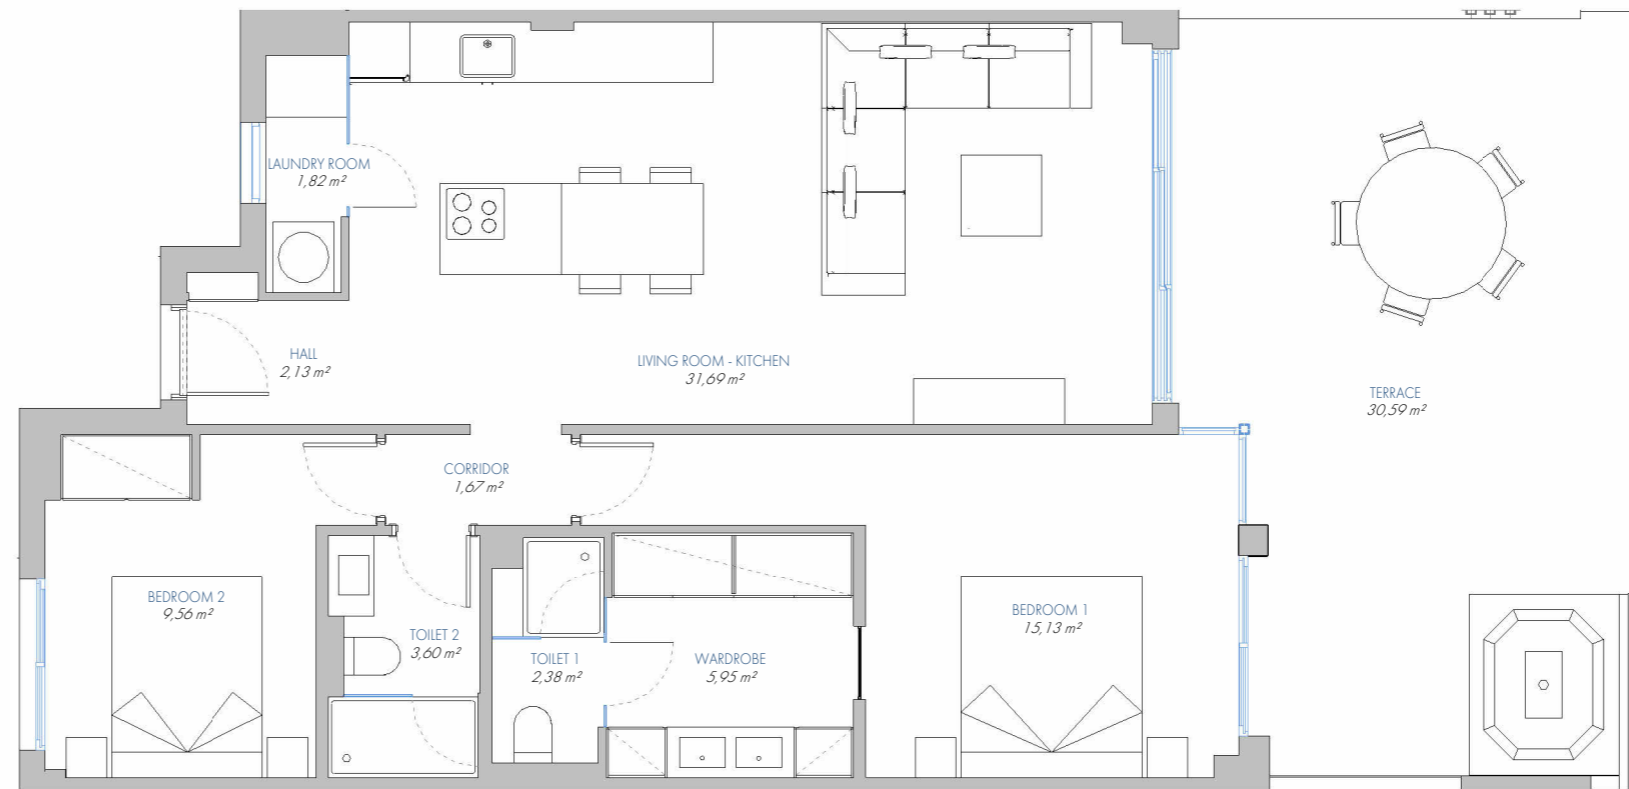 LAUNDRY ROOM
1,82 m²
HALL
2,13 m²
LIVING ROOM - KITCHEN
31,69 m²
TERRACE
30,59 m²
CORRIDOR
1,67 m²
BEDROOM 2
9,56 m²
TOILET 2
3,60 m²
TOILET 1
2,38 m²
WARDROBE
5,95 m²
BEDROOM 1
15,13 m²